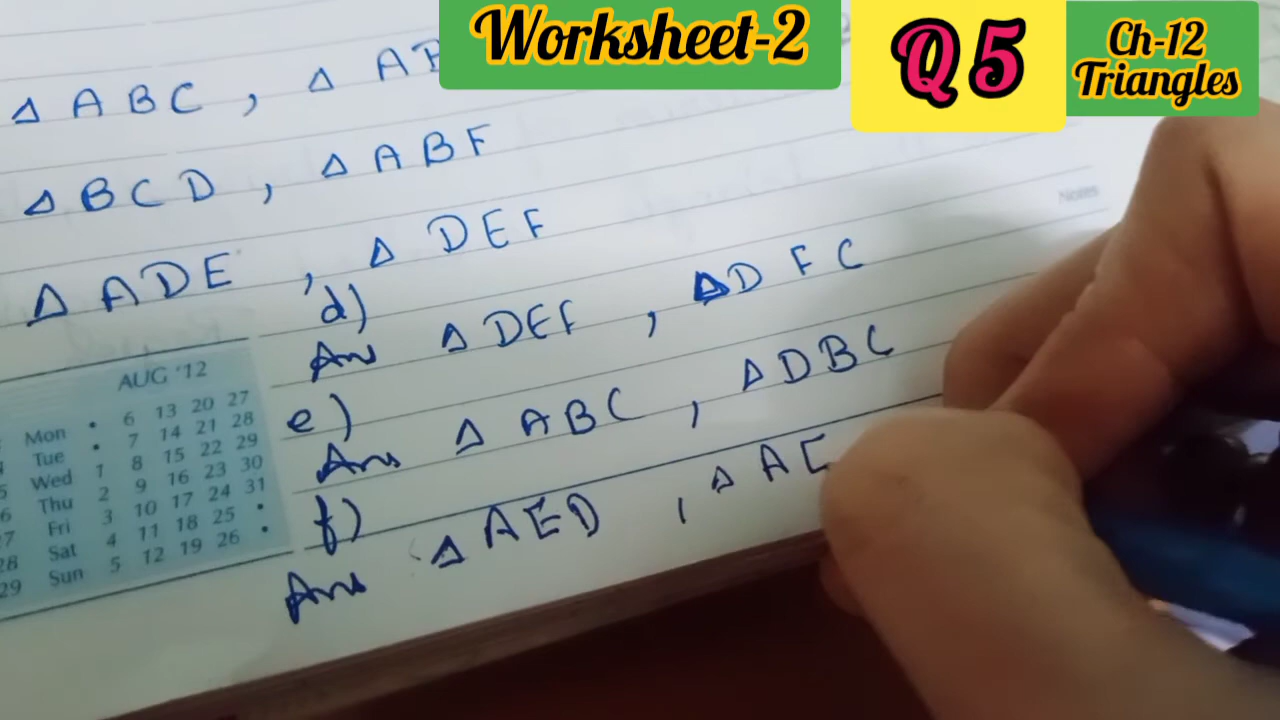 Worksheet-2
Q 5
Ch-12
Triangles
Δ ABC , Δ AB
Δ BCD , Δ ABF
Δ ADE , Δ DEF
Notes
d)
Ans Δ DEF , Δ DFC
e)
Ans Δ ABC , Δ DBC
f)
Ans Δ AED , Δ AE
AUG '12
Mon • 6 13 20 27
Tue • 7 14 21 28
Wed 1 8 15 22 29
Thu 2 9 16 23 30
Fri 3 10 17 24 31
Sat 4 11 18 25 •
Sun 5 12 19 26 •